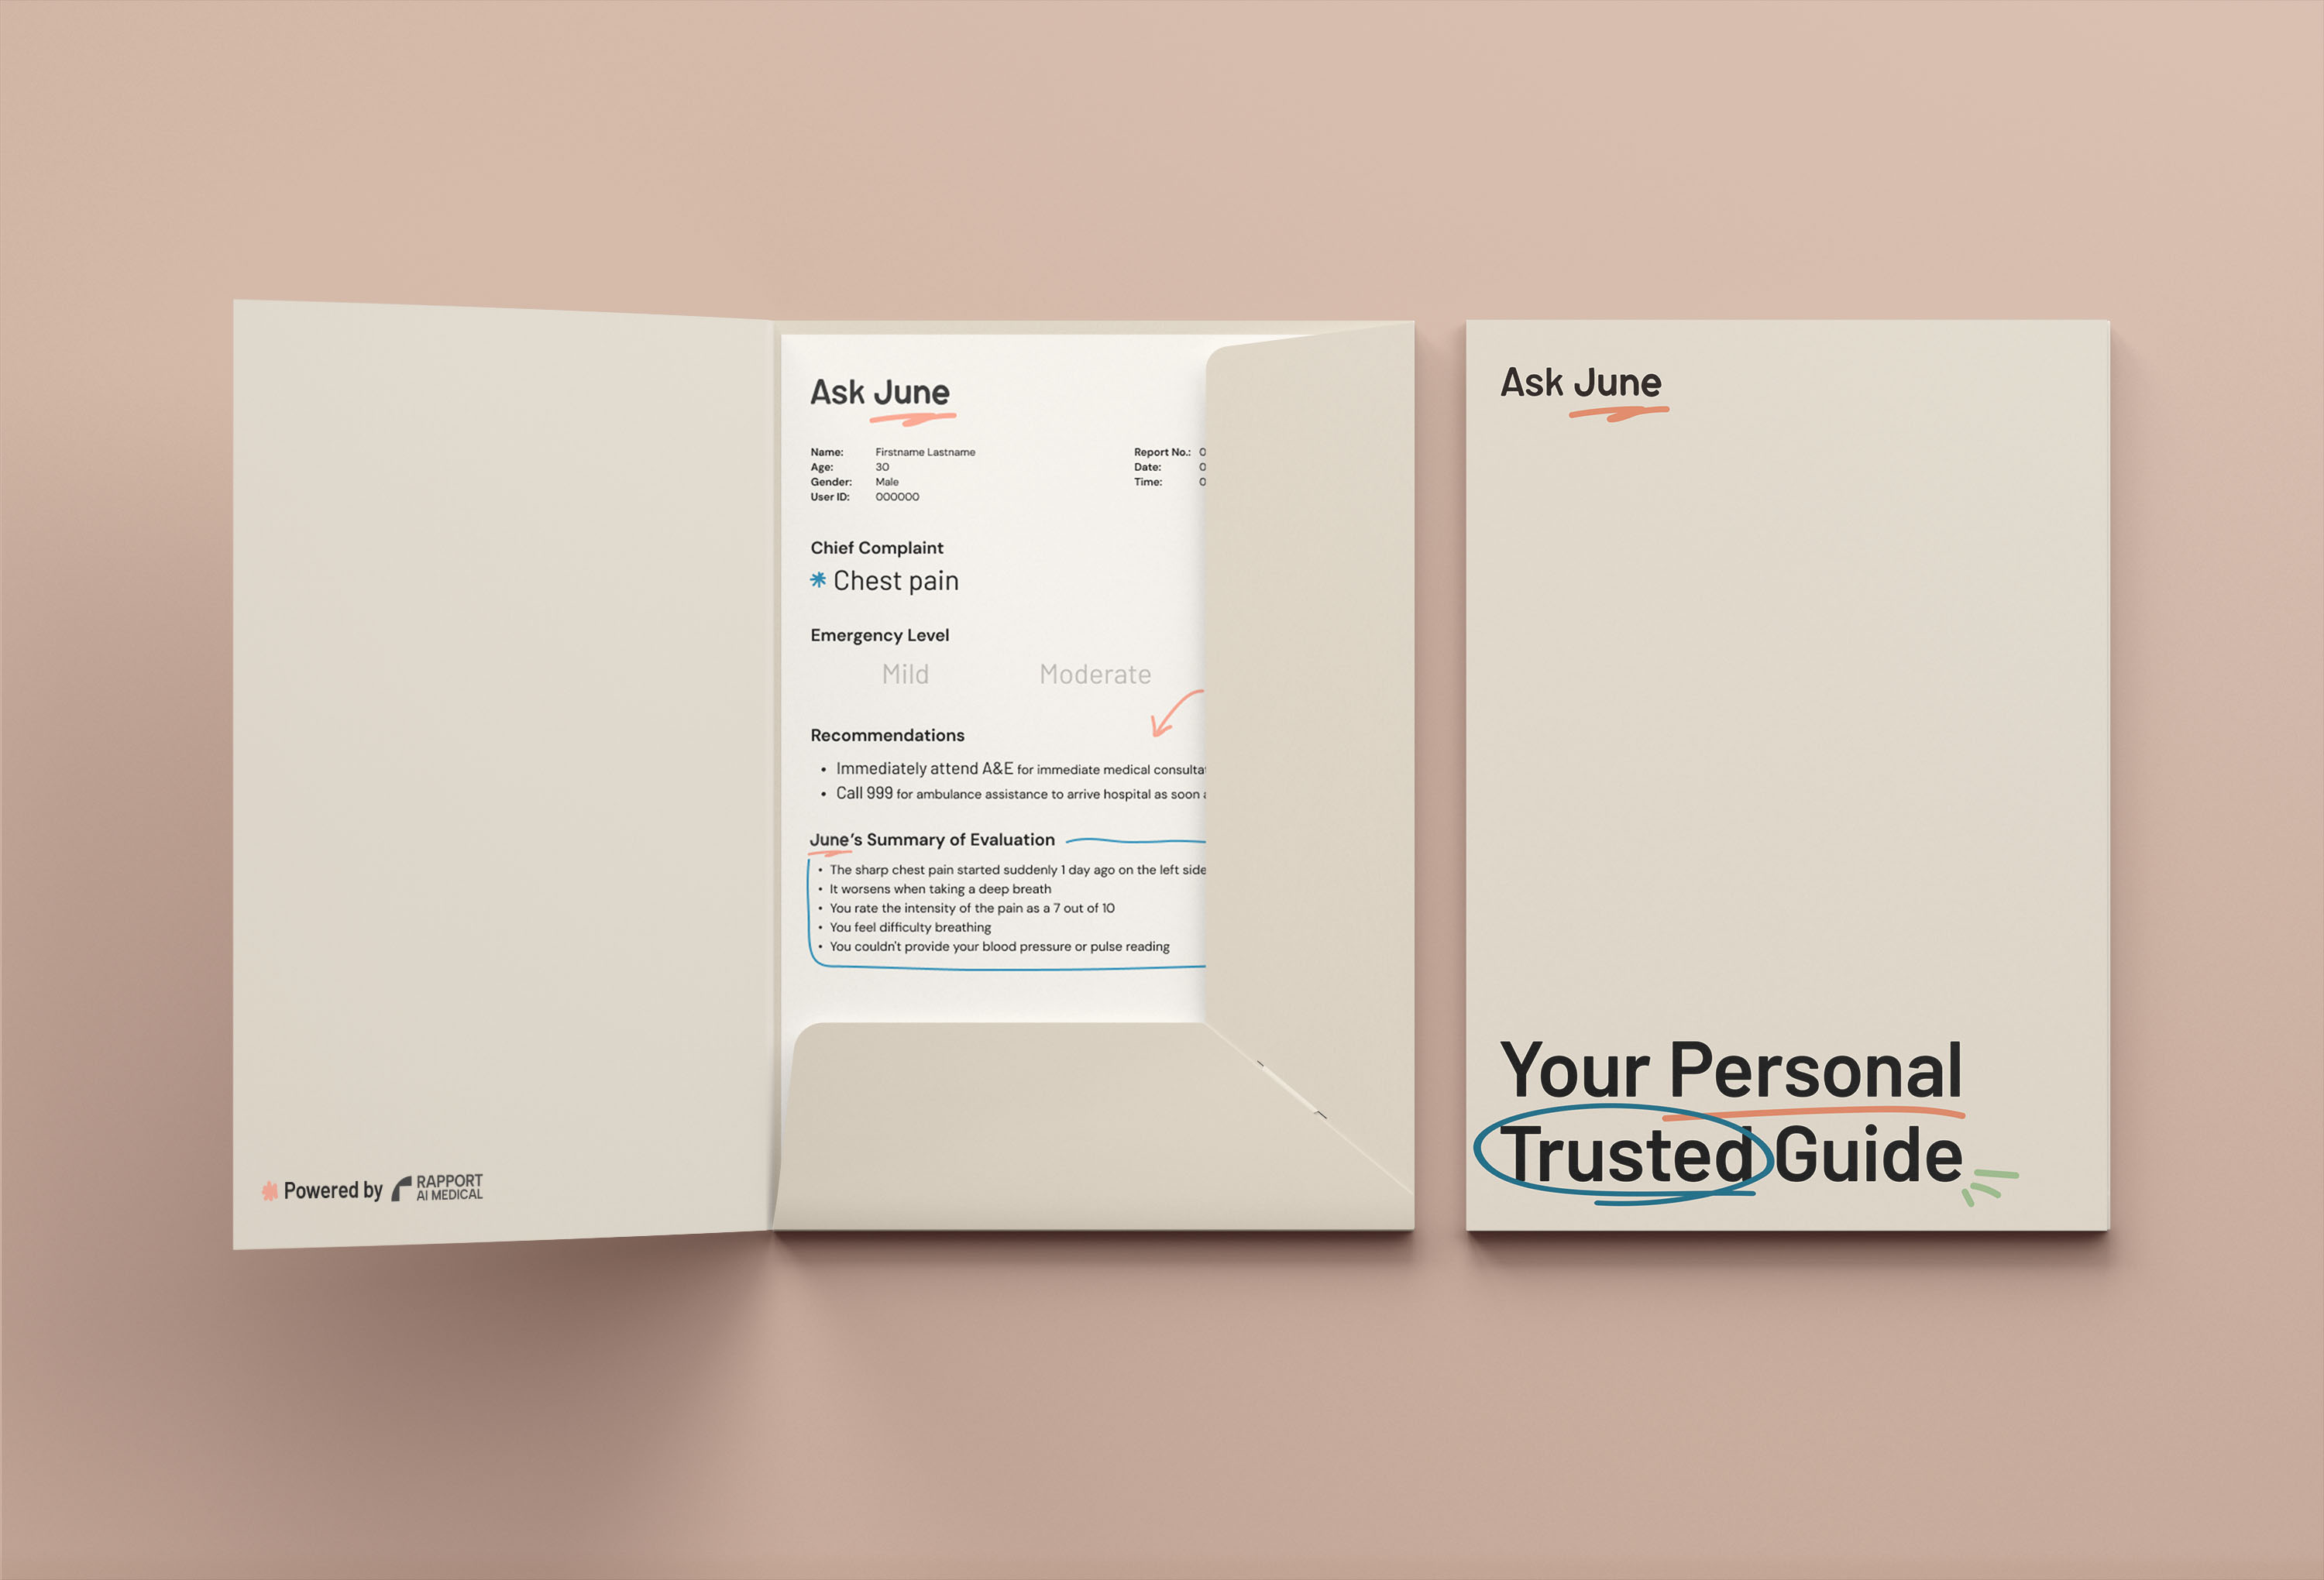 Ask June
Name: Firstname Lastname
Age: 30
Gender: Male
User ID: 000000
Report No.: 0
Date: 0
Time: 0
Chief Complaint
Chest pain
Emergency Level
Mild Moderate
Recommendations
• Immediately attend A&E for immediate medical
• Call 999 for ambulance assistance to arrive hospital as soon
June's Summary of Evaluation
• The sharp chest pain started suddenly 1 day ago on the left side
• It worsens when taking a deep breath
• You rate the intensity of the pain as a 7 out of 10
• You feel difficulty breathing
• You couldn't provide your blood pressure or pulse reading
Powered by RAPPORT
AI MEDICAL
Ask June
Your Personal
Trusted Guide